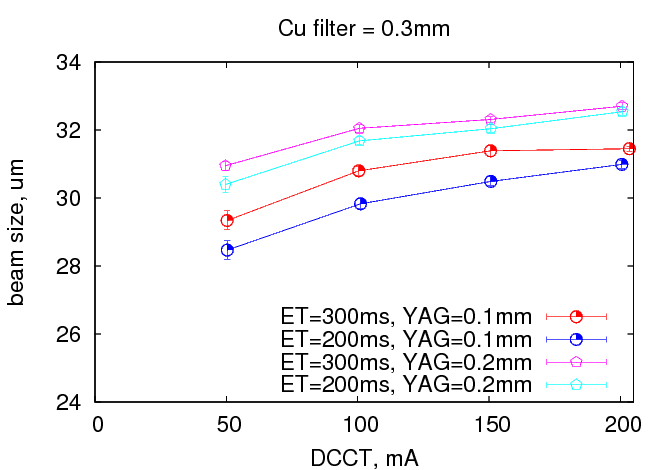 Cu filter = 0.3mm
34
32
30
28
26
24
beam size, um
ET=300ms, YAG=0.1mm
ET=200ms, YAG=0.1mm
ET=300ms, YAG=0.2mm
ET=200ms, YAG=0.2mm
0 50 100 150 200
DCCT, mA